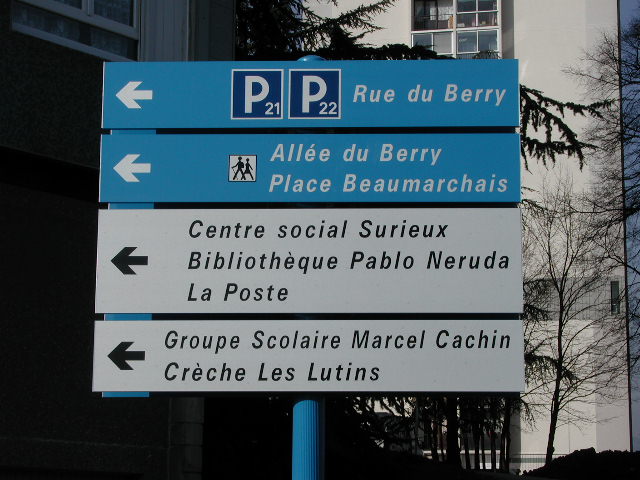 P21 P22 Rue du Berry
Allée du Berry
Place Beaumarchais
Centre social Surieux
Bibliothèque Pablo Neruda
La Poste
Groupe Scolaire Marcel Cachin
Crèche Les Lutins